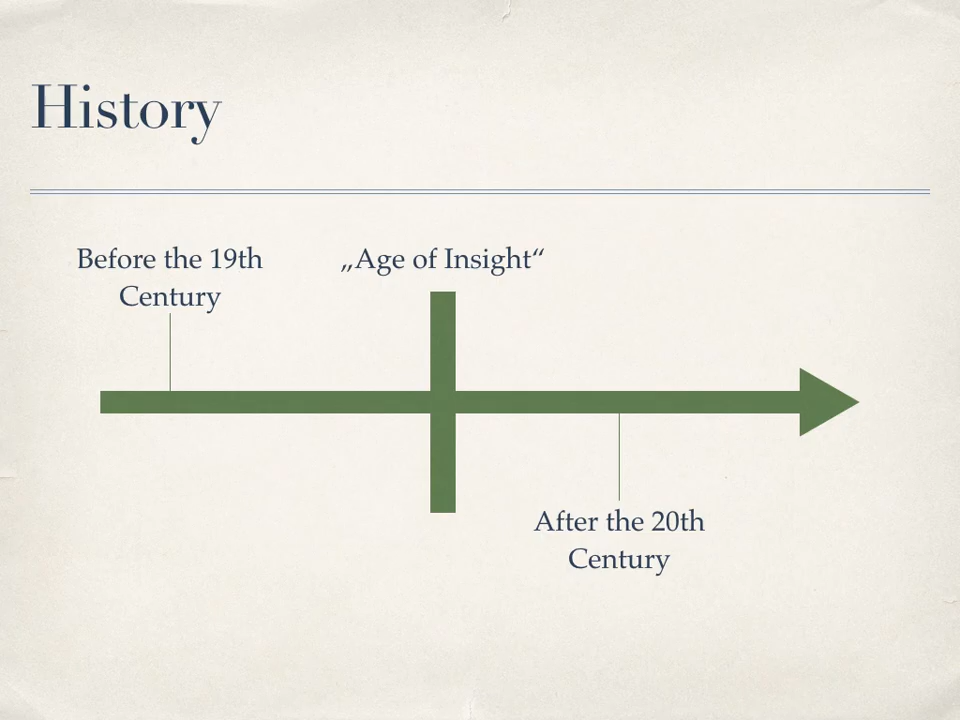 History
Before the 19th
Century
„Age of Insight“
After the 20th
Century